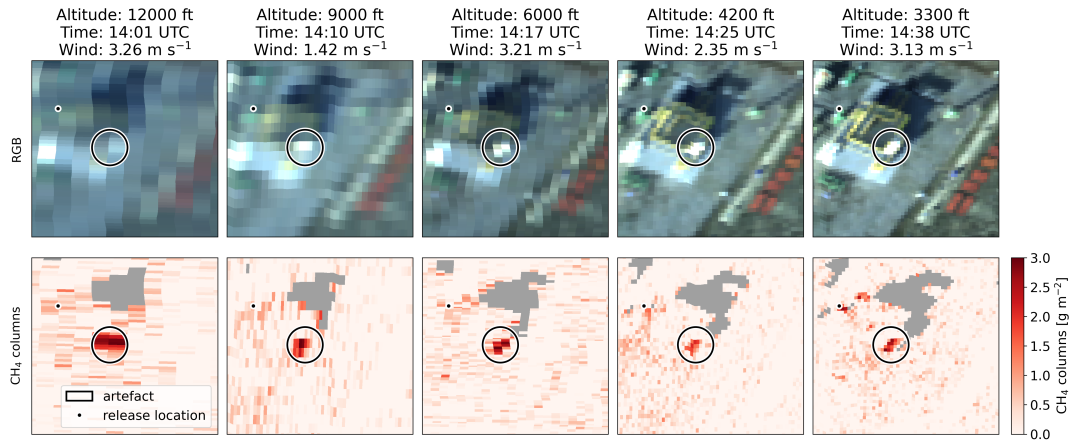 Altitude: 12000 ft
Time: 14:01 UTC
Wind: 3.26 m s⁻¹
Altitude: 9000 ft
Time: 14:10 UTC
Wind: 1.42 m s⁻¹
Altitude: 6000 ft
Time: 14:17 UTC
Wind: 3.21 m s⁻¹
Altitude: 4200 ft
Time: 14:25 UTC
Wind: 2.35 m s⁻¹
Altitude: 3300 ft
Time: 14:38 UTC
Wind: 3.13 m s⁻¹
RGB
CH₄ columns
artefact
release location
3.0
2.5
2.0
1.5
1.0
0.5
0.0
CH₄ columns [g m⁻²]